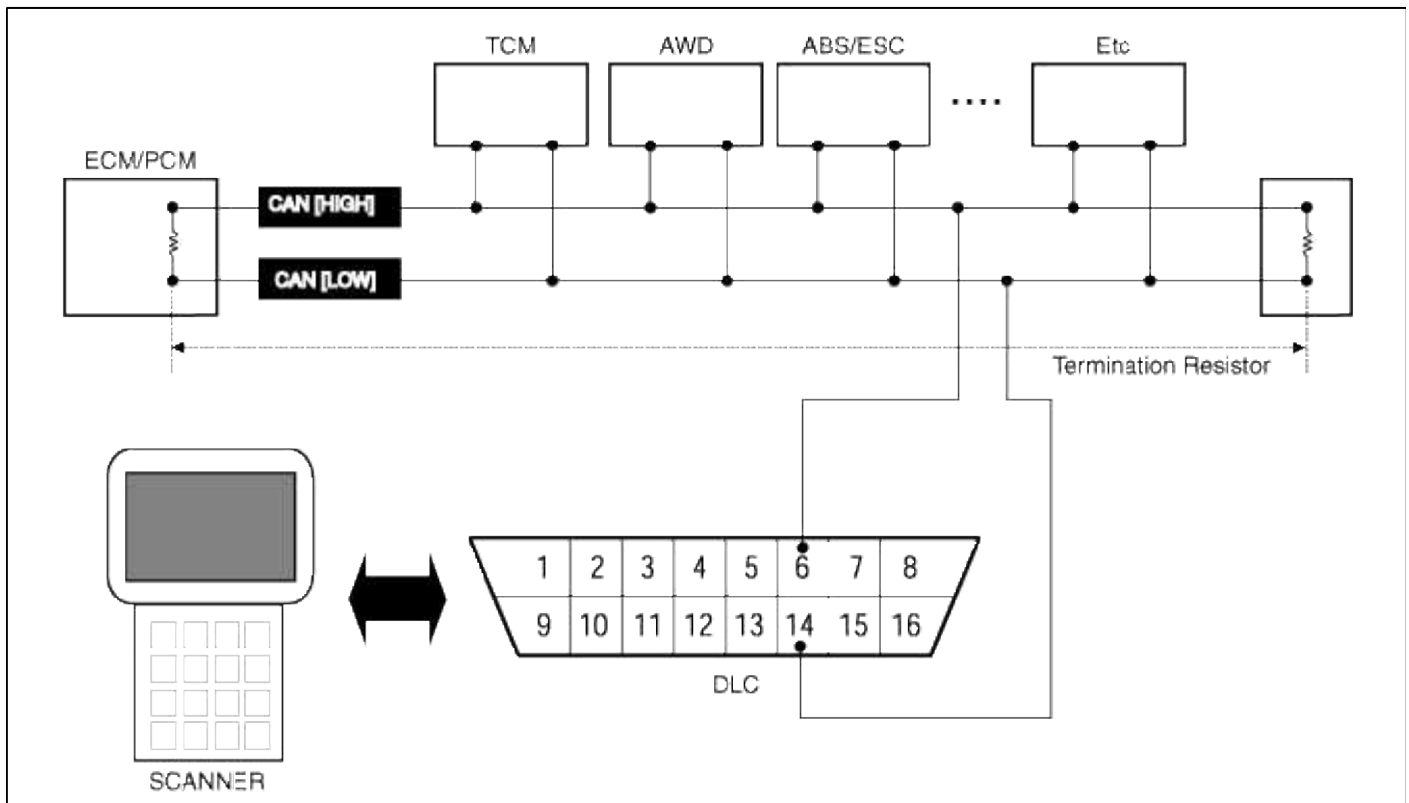 TCM AWD ABS/ESC Etc
....
ECM/PCM
CAN [HIGH]
CAN [LOW]
Termination Resistor
1 2 3 4 5 6 7 8
9 10 11 12 13 14 15 16
DLC
SCANNER